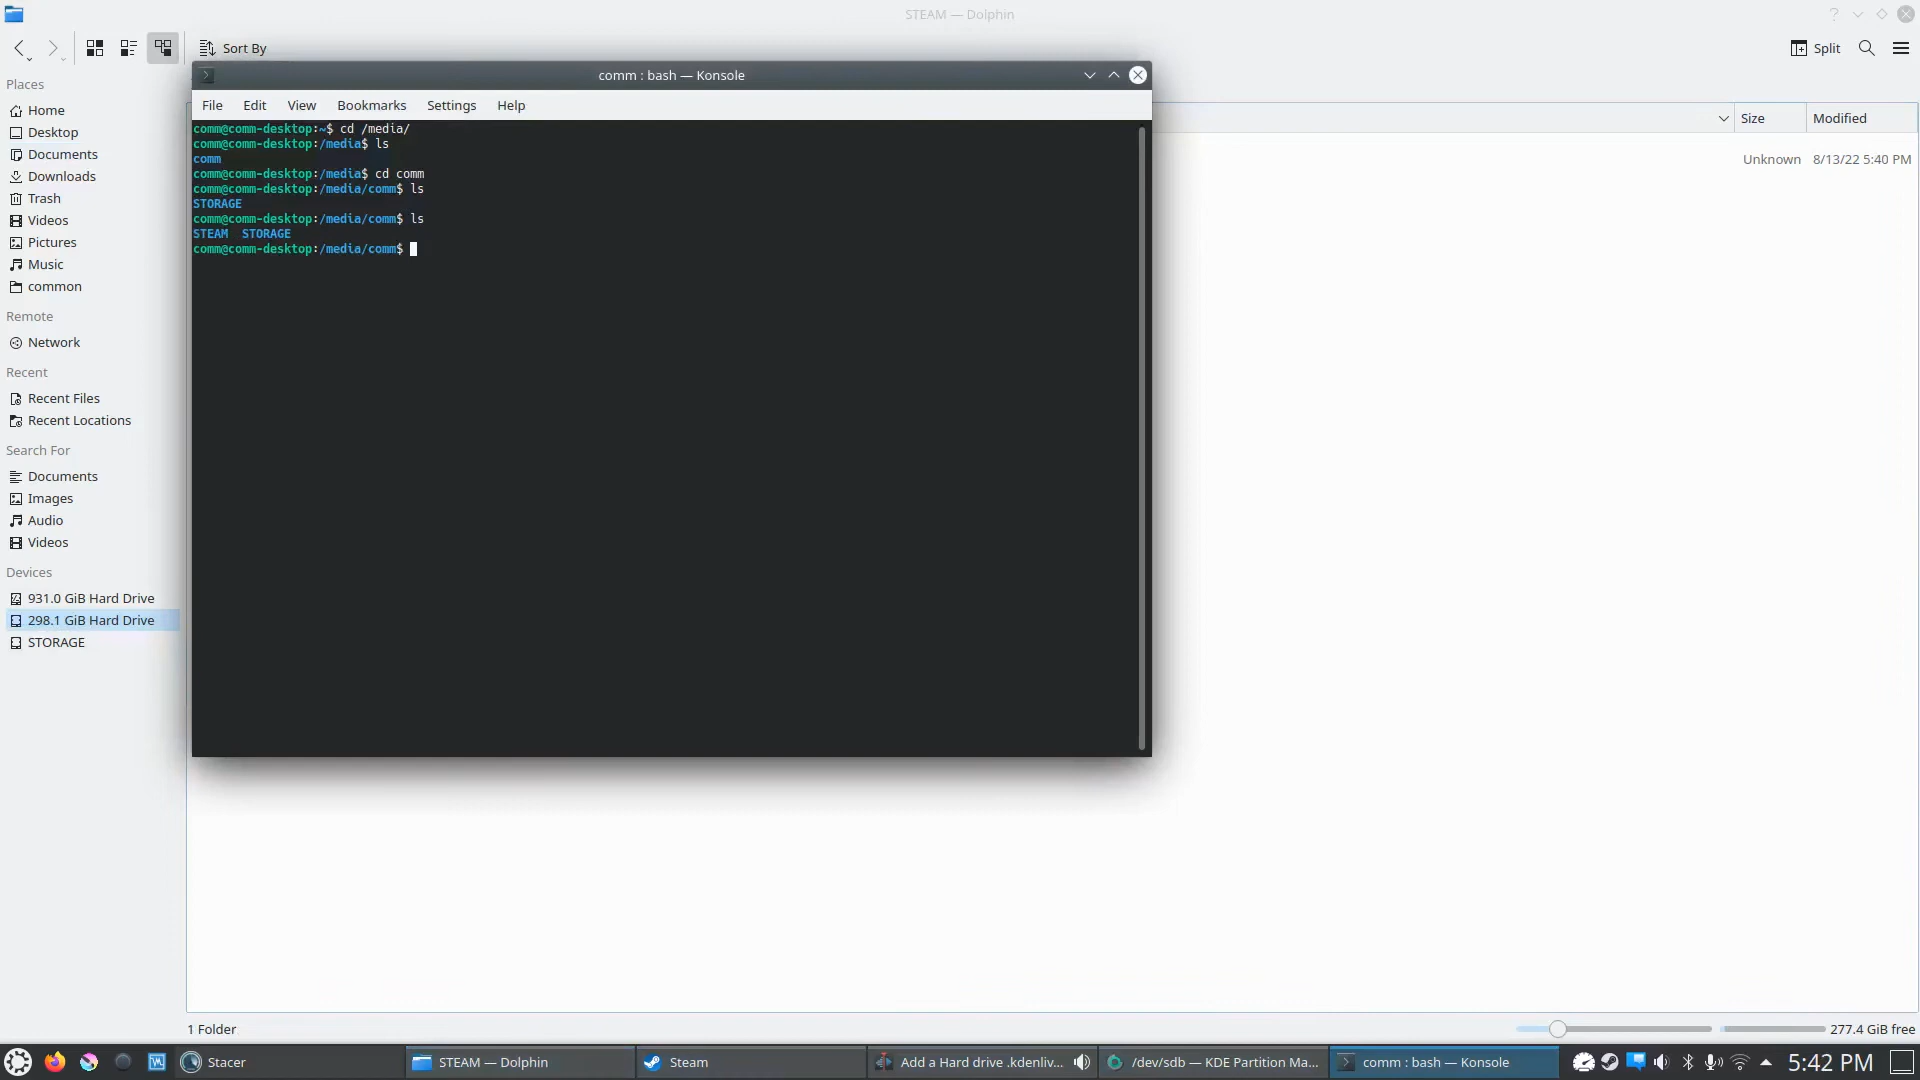 STEAM — Dolphin
Sort By
Split
Places
Home
Desktop
Documents
Downloads
Trash
Videos
Pictures
Music
common
Remote
Network
Recent
Recent Files
Recent Locations
Search For
Documents
Images
Audio
Videos
Devices
931.0 GiB Hard Drive
298.1 GiB Hard Drive
STORAGE
comm : bash — Konsole
File Edit View Bookmarks Settings Help
comm@comm-desktop:~$ cd /media/
comm@comm-desktop:/media$ ls
comm
comm@comm-desktop:/media$ cd comm
comm@comm-desktop:/media/comm$ ls
STORAGE
comm@comm-desktop:/media/comm$ ls
STEAM  STORAGE
comm@comm-desktop:/media/comm$
Size Modified
Unknown 8/13/22 5:40 PM
1 Folder
277.4 GiB free
Stacer
STEAM — Dolphin
Steam
Add a Hard drive .kdenliv...
/dev/sdb — KDE Partition Ma...
comm : bash — Konsole
5:42 PM